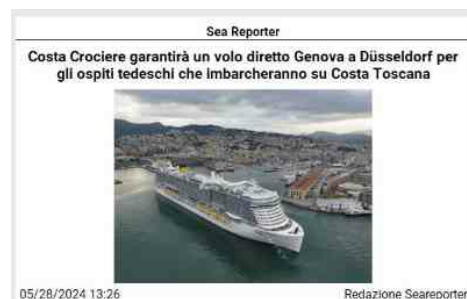 Sea Reporter
Costa Crociere garantirà un volo diretto Genova a Düsseldorf per
gli ospiti tedeschi che imbarcheranno su Costa Toscana
05/28/2024 13:26
Redazione Seareporter